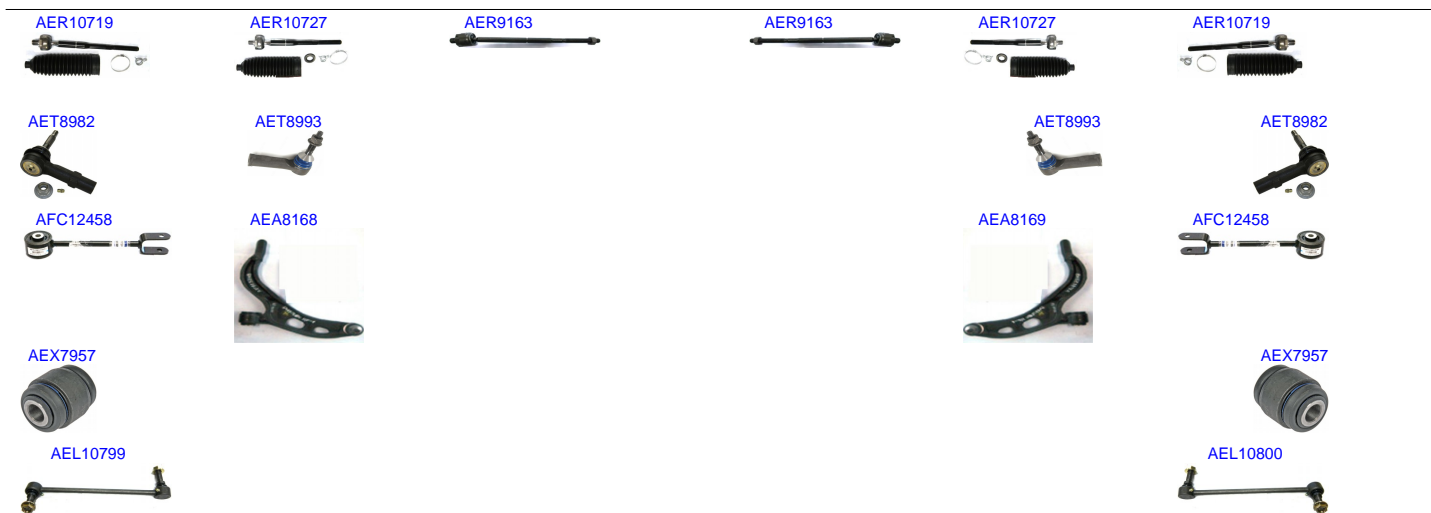 AER10719 AER10727 AER9163 AER9163 AER10727 AER10719
AET8982 AET8993 AET8993 AET8982
AFC12458 AEA8168 AEA8169 AFC12458
AEX7957 AEX7957
AEL10799 AEL10800